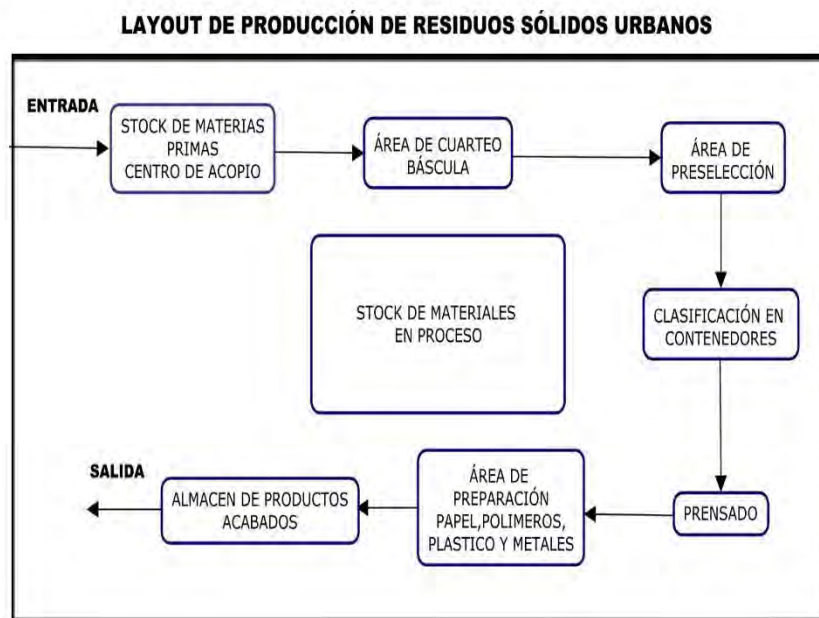 LAYOUT DE PRODUCCIÓN DE RESIDUOS SÓLIDOS URBANOS
ENTRADA
STOCK DE MATERIAS
PRIMAS
CENTRO DE ACOPIO
ÁREA DE CUARTEO
BÁSCULA
ÁREA DE
PRESELECCIÓN
STOCK DE MATERIALES
EN PROCESO
CLASIFICACIÓN EN
CONTENEDORES
SALIDA
ALMACEN DE PRODUCTOS
ACABADOS
ÁREA DE
PREPARACIÓN
PAPEL,POLIMEROS,
PLASTICO Y METALES
PRENSADO